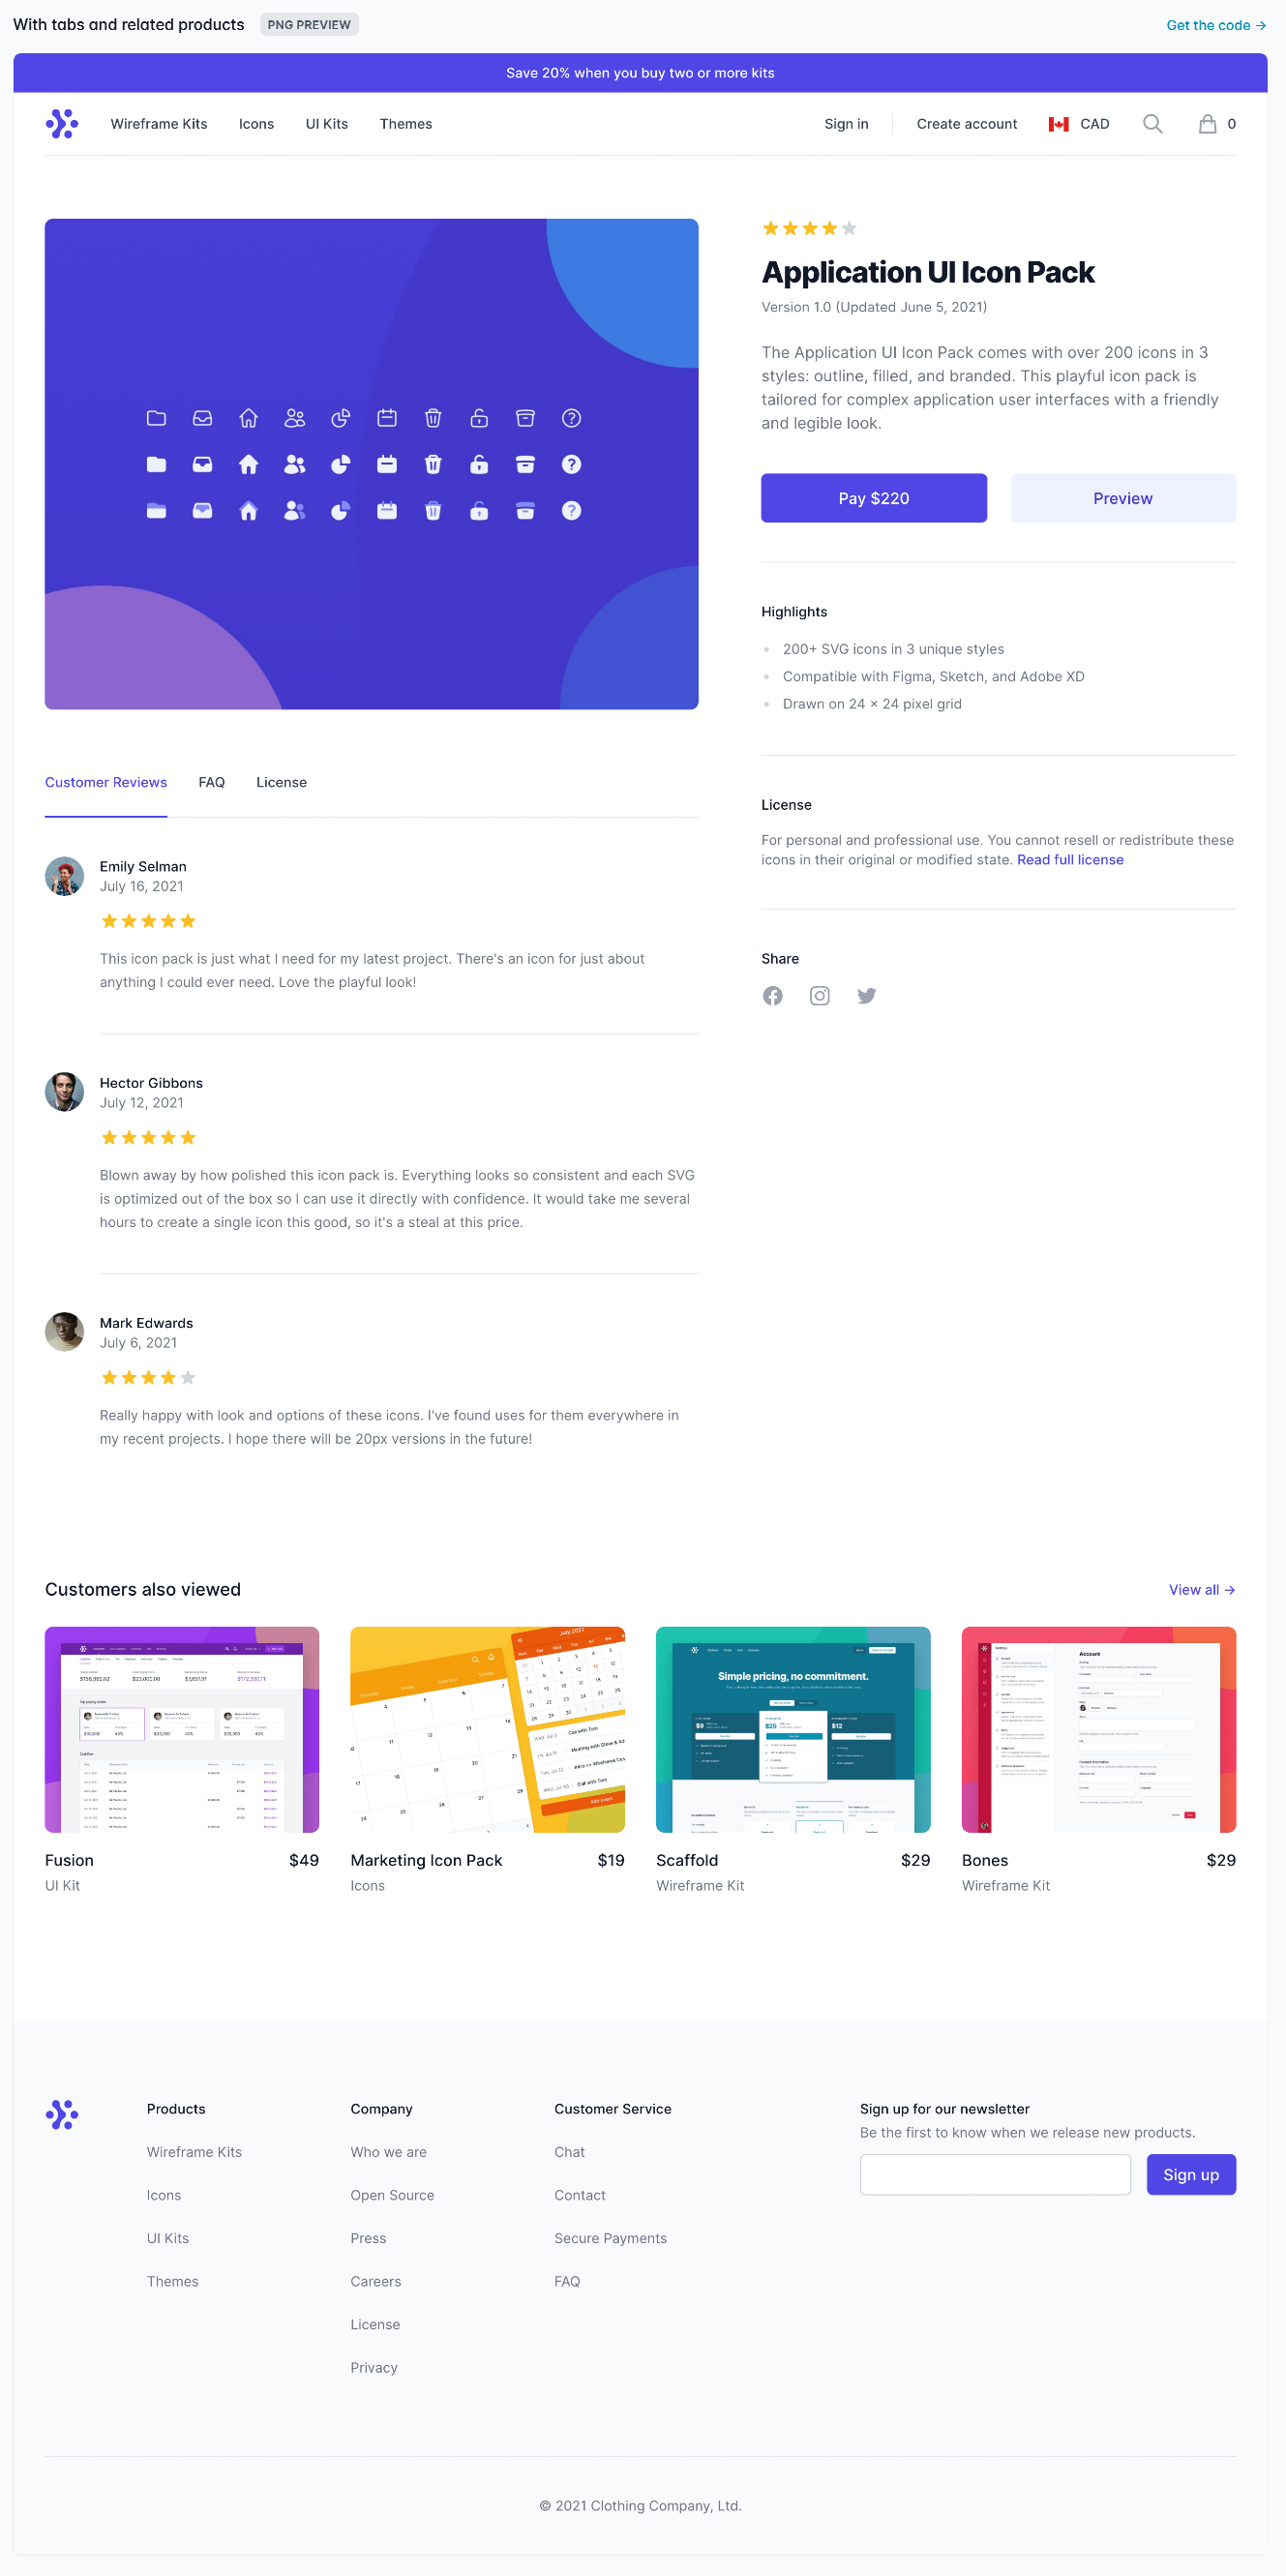 With tabs and related products PNG PREVIEW Get the code →
Save 20% when you buy two or more kits
Wireframe Kits Icons UI Kits Themes Sign in Create account CAD 0
Application UI Icon Pack
Version 1.0 (Updated June 5, 2021)
The Application UI Icon Pack comes with over 200 icons in 3
styles: outline, filled, and branded. This playful icon pack is
tailored for complex application user interfaces with a friendly
and legible look.
Pay $220 Preview
Highlights
• 200+ SVG icons in 3 unique styles
• Compatible with Figma, Sketch, and Adobe XD
• Drawn on 24 × 24 pixel grid
License
For personal and professional use. You cannot resell or redistribute these
icons in their original or modified state. Read full license
Share
Customer Reviews FAQ License
Emily Selman
July 16, 2021
This icon pack is just what I need for my latest project. There's an icon for just about
anything I could ever need. Love the playful look!
Hector Gibbons
July 12, 2021
Blown away by how polished this icon pack is. Everything looks so consistent and each SVG
is optimized out of the box so I can use it directly with confidence. It would take me several
hours to create a single icon this good, so it's a steal at this price.
Mark Edwards
July 6, 2021
Really happy with look and options of these icons. I've found uses for them everywhere in
my recent projects. I hope there will be 20px versions in the future!
Customers also viewed View all →
July 2021
Call with Tom
Add event
Simple pricing, no commitment.
$9 $29 $12
Account
Fusion $49
UI Kit
Marketing Icon Pack $19
Icons
Scaffold $29
Wireframe Kit
Bones $29
Wireframe Kit
Products
Wireframe Kits
Icons
UI Kits
Themes
Company
Who we are
Open Source
Press
Careers
License
Privacy
Customer Service
Chat
Contact
Secure Payments
FAQ
Sign up for our newsletter
Be the first to know when we release new products.
Sign up
© 2021 Clothing Company, Ltd.